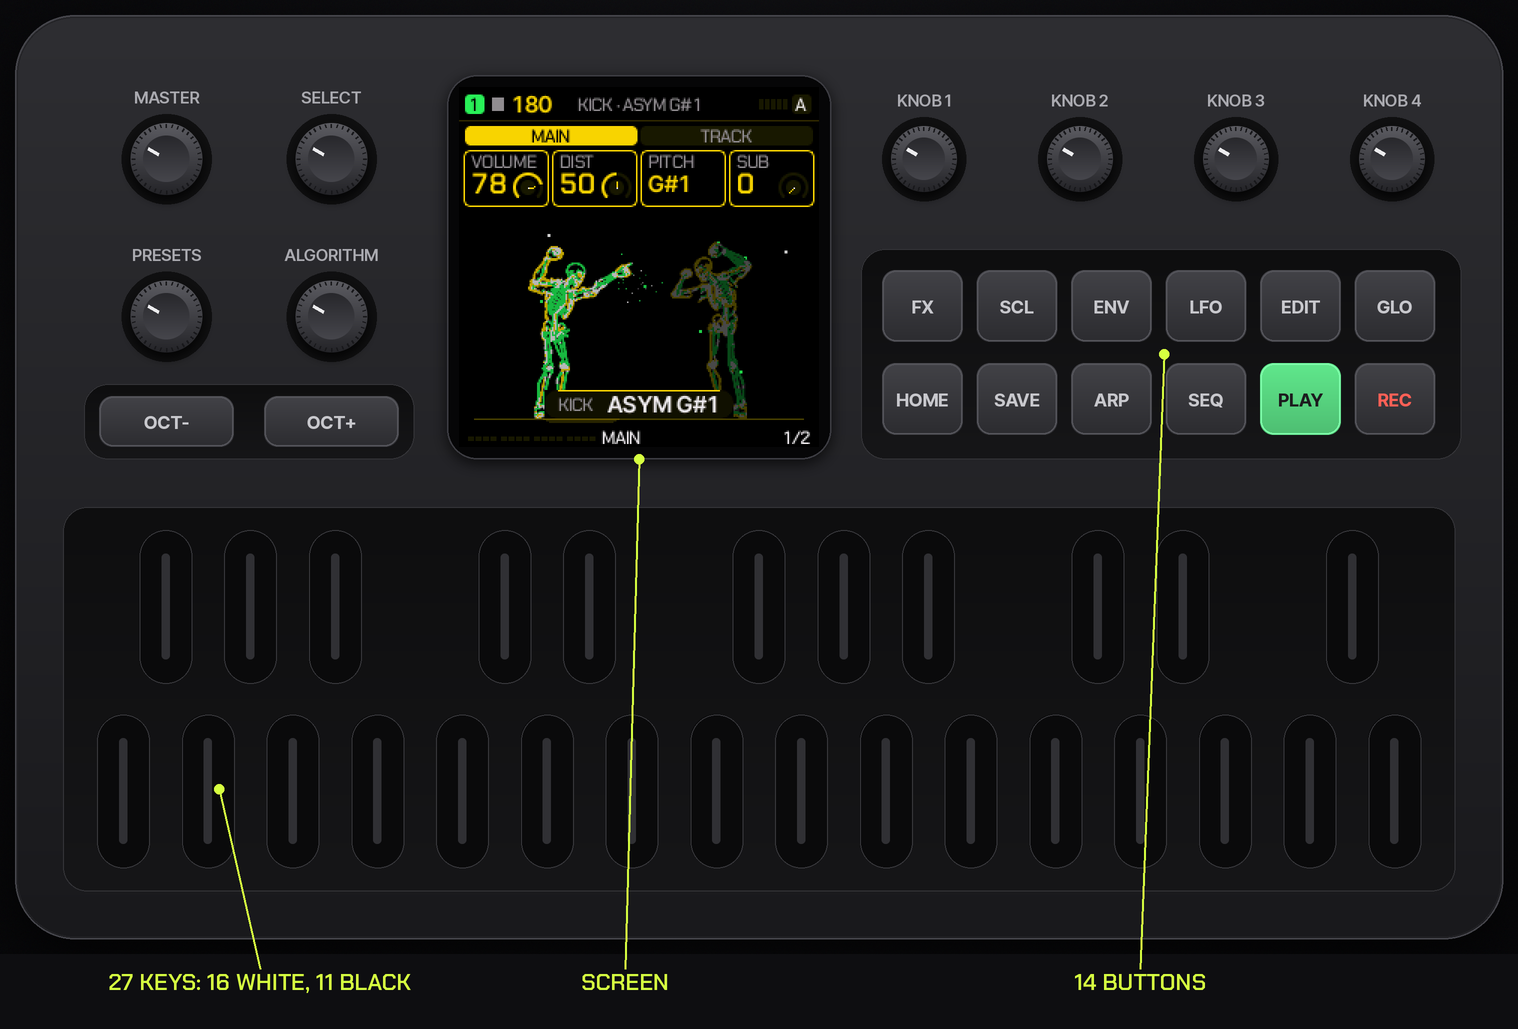 MASTER
SELECT
PRESETS
ALGORITHM
OCT-
OCT+
1 180 KICK · ASYM G#1 A
MAIN
TRACK
VOLUME
78
DIST
50
PITCH
G#1
SUB
0
KICK ASYM G#1
MAIN
1/2
KNOB 1
KNOB 2
KNOB 3
KNOB 4
FX
SCL
ENV
LFO
EDIT
GLO
HOME
SAVE
ARP
SEQ
PLAY
REC
27 KEYS: 16 WHITE, 11 BLACK
SCREEN
14 BUTTONS